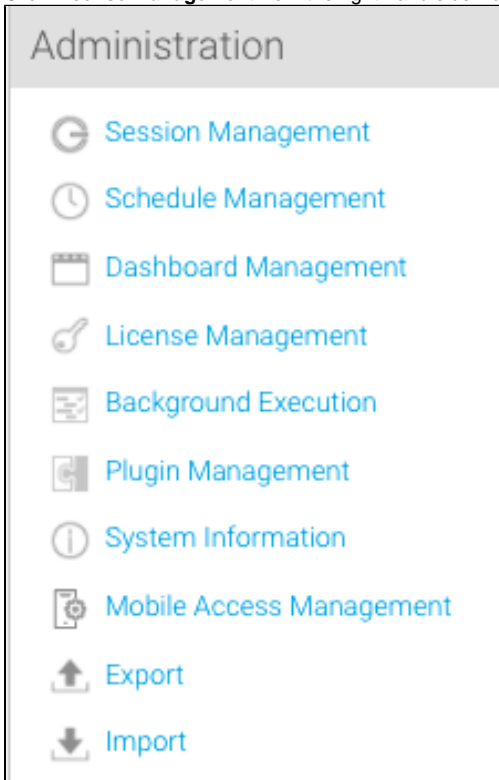 Administration
Session Management
Schedule Management
Dashboard Management
License Management
Background Execution
Plugin Management
System Information
Mobile Access Management
Export
Import